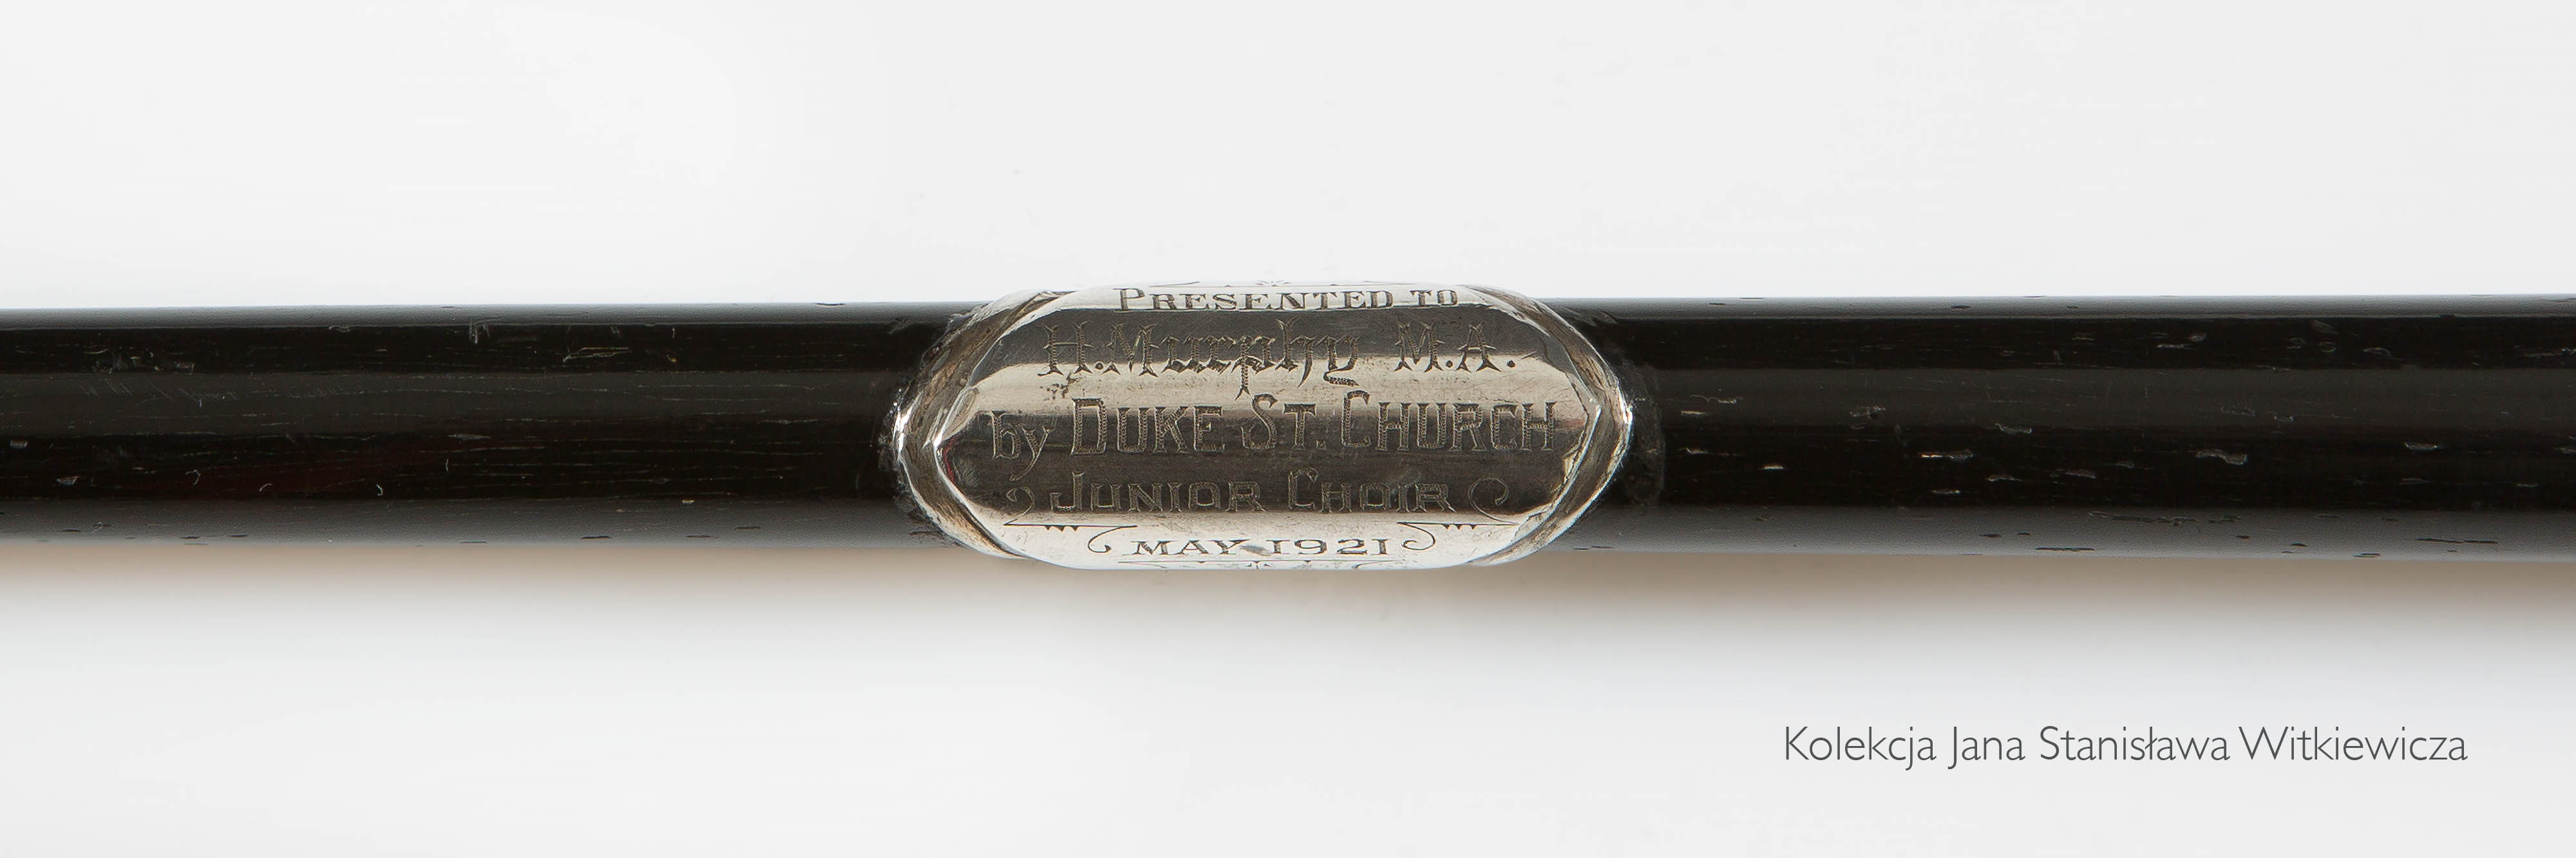 PRESENTED TO
H. Murphy M.A.
by DUKE ST. CHURCH
JUNIOR CHOIR
MAY 1921
Kolekcja Jana Stanisława Witkiewicza